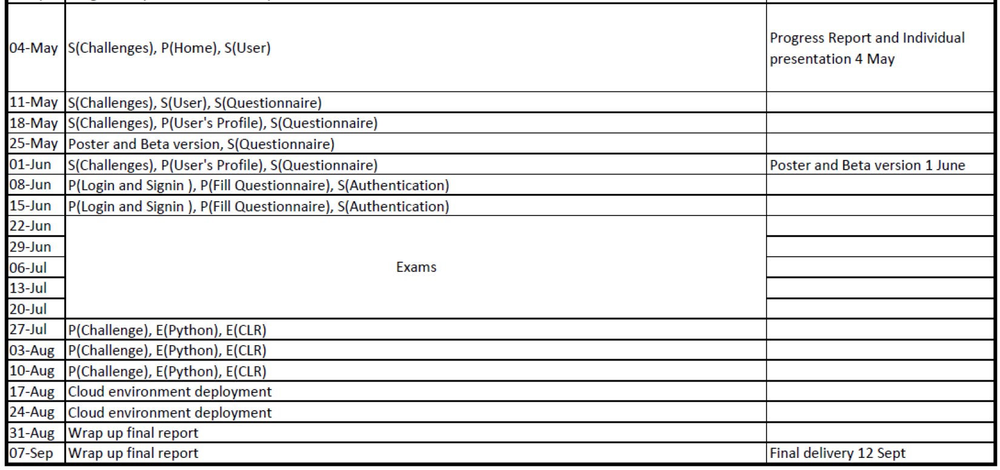 04-May S(Challenges), P(Home), S(User) Progress Report and Individual
presentation 4 May
11-May S(Challenges), S(User), S(Questionnaire)
18-May S(Challenges), P(User's Profile), S(Questionnaire)
25-May Poster and Beta version, S(Questionnaire)
01-Jun S(Challenges), P(User's Profile), S(Questionnaire) Poster and Beta version 1 June
08-Jun P(Login and Signin ), P(Fill Questionnaire), S(Authentication)
15-Jun P(Login and Signin ), P(Fill Questionnaire), S(Authentication)
22-Jun
29-Jun
06-Jul Exams
13-Jul
20-Jul
27-Jul P(Challenge), E(Python), E(CLR)
03-Aug P(Challenge), E(Python), E(CLR)
10-Aug P(Challenge), E(Python), E(CLR)
17-Aug Cloud environment deployment
24-Aug Cloud environment deployment
31-Aug Wrap up final report
07-Sep Wrap up final report Final delivery 12 Sept